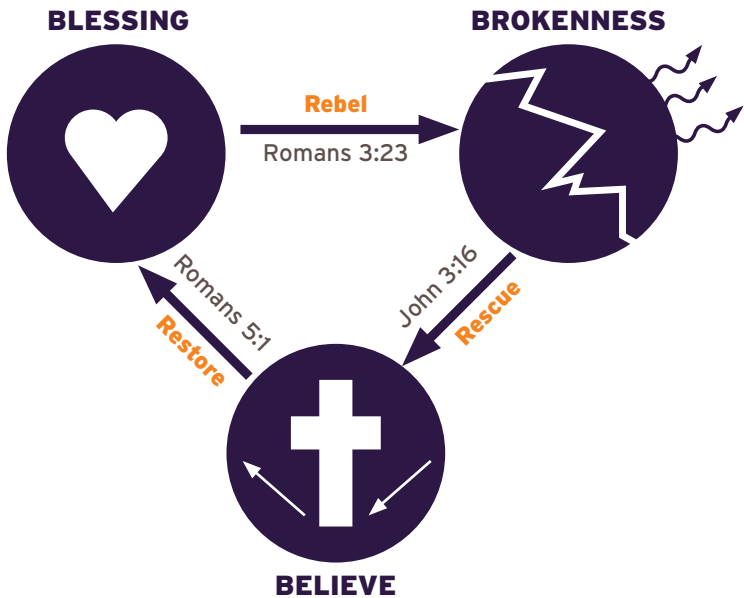 BLESSING
BROKENNESS
Rebel
Romans 3:23
Romans 5:1
Restore
John 3:16
Rescue
BELIEVE